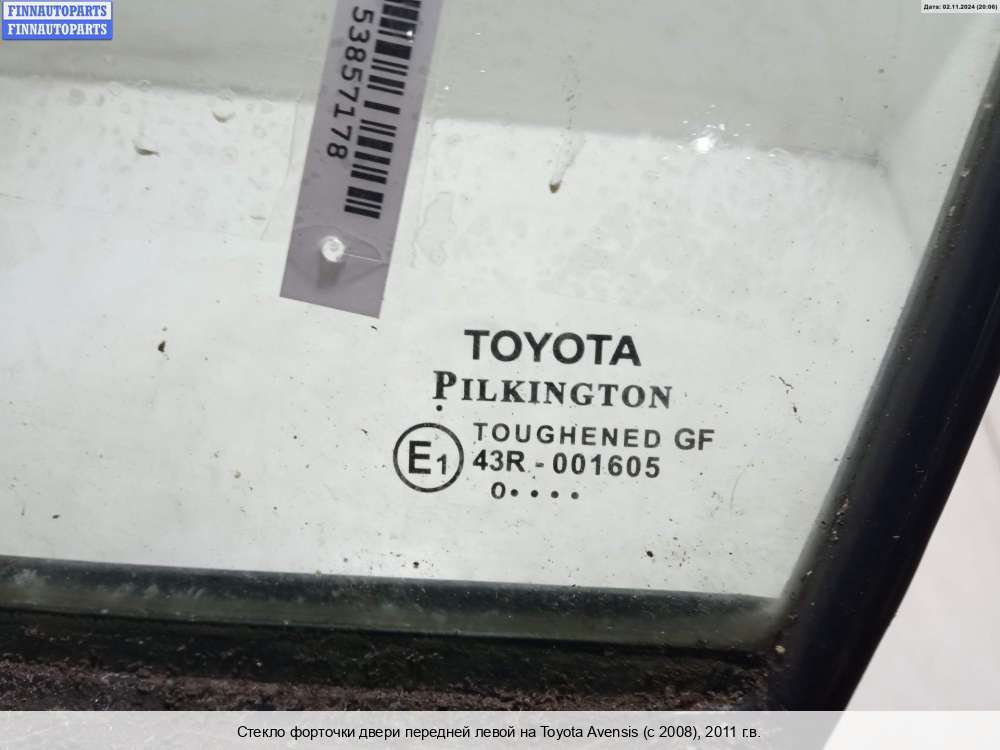 FINNAUTOPARTS
FINNAUTOPARTS
Дата: 02.11.2024 (20:06)
53857178
TOYOTA
PILKINGTON
TOUGHENED GF
E1
43R - 001605
0....
Стекло форточки двери передней левой на Toyota Avensis (с 2008), 2011 г.в.